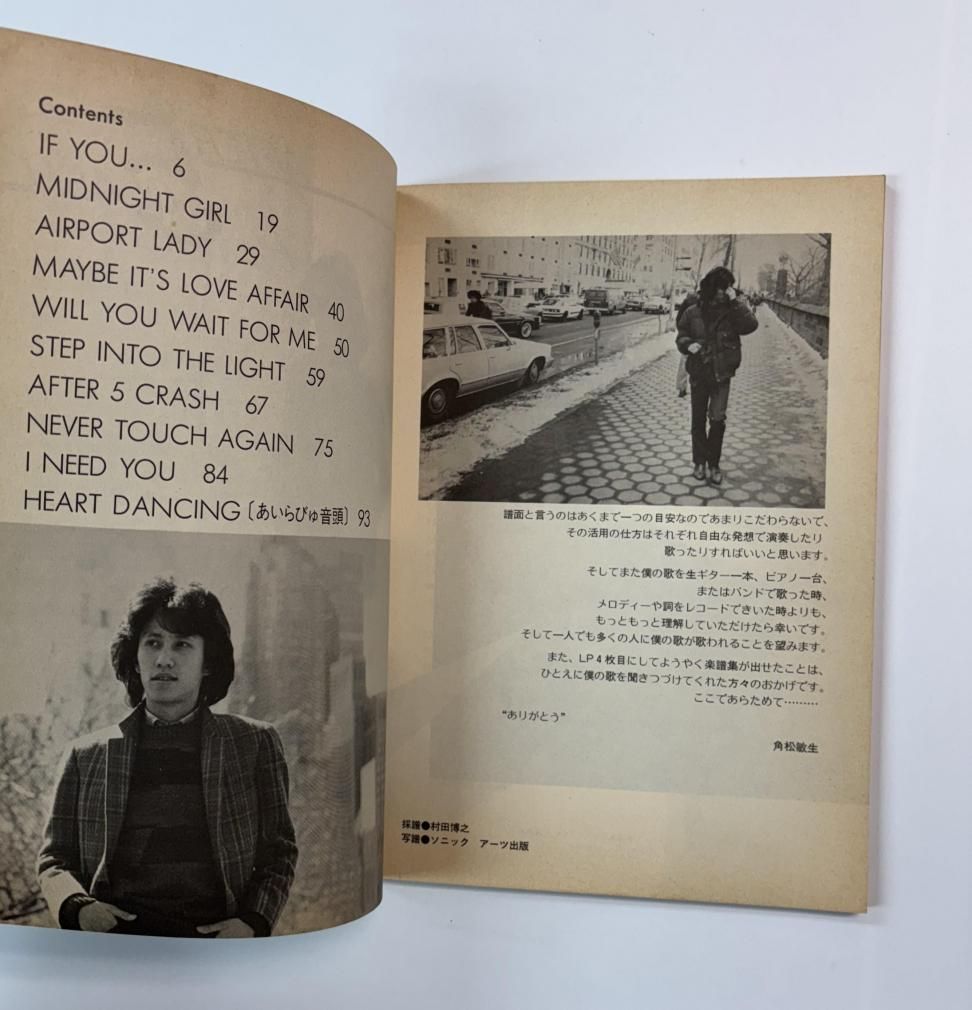 Contents
IF YOU... 6
MIDNIGHT GIRL 19
AIRPORT LADY 29
MAYBE IT'S LOVE AFFAIR 40
WILL YOU WAIT FOR ME 50
STEP INTO THE LIGHT 59
AFTER 5 CRASH 67
NEVER TOUCH AGAIN 75
I NEED YOU 84
HEART DANCING〔あいらびゅ音頭〕93
譜面と言うのはあくまで一つの目安なのであまりこだわらないで、
その活用の仕方はそれぞれ自由な発想で演奏したり
歌ったりすればいいと思います。
そしてまた僕の歌を生ギター一本、ピアノ一台、
またはバンドで歌った時、
メロディーや詞をレコードできいた時よりも、
もっともっと理解していただけたら幸いです。
そして一人でも多くの人に僕の歌が歌われることを望みます。
また、LP4枚目にしてようやく楽譜集が出せたことは、
ひとえに僕の歌を聞きつづけてくれた方々のおかげです。
ここであらためて………
“ありがとう”
角松敏生
採譜●村田博之
写譜●ソニック アーツ出版